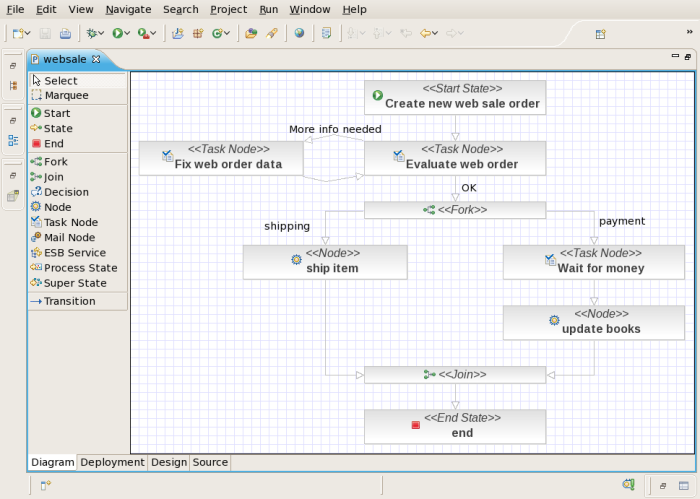 File Edit View Navigate Search Project Run Window Help
»
websale
Select
Marquee
Start
State
End
Fork
Join
Decision
Node
Task Node
Mail Node
ESB Service
Process State
Super State
Transition
<<Start State>>
Create new web sale order
More info needed
<<Task Node>>
Fix web order data
<<Task Node>>
Evaluate web order
OK
<<Fork>>
shipping
payment
<<Node>>
ship item
<<Task Node>>
Wait for money
<<Node>>
update books
<<Join>>
<<End State>>
end
Diagram Deployment Design Source